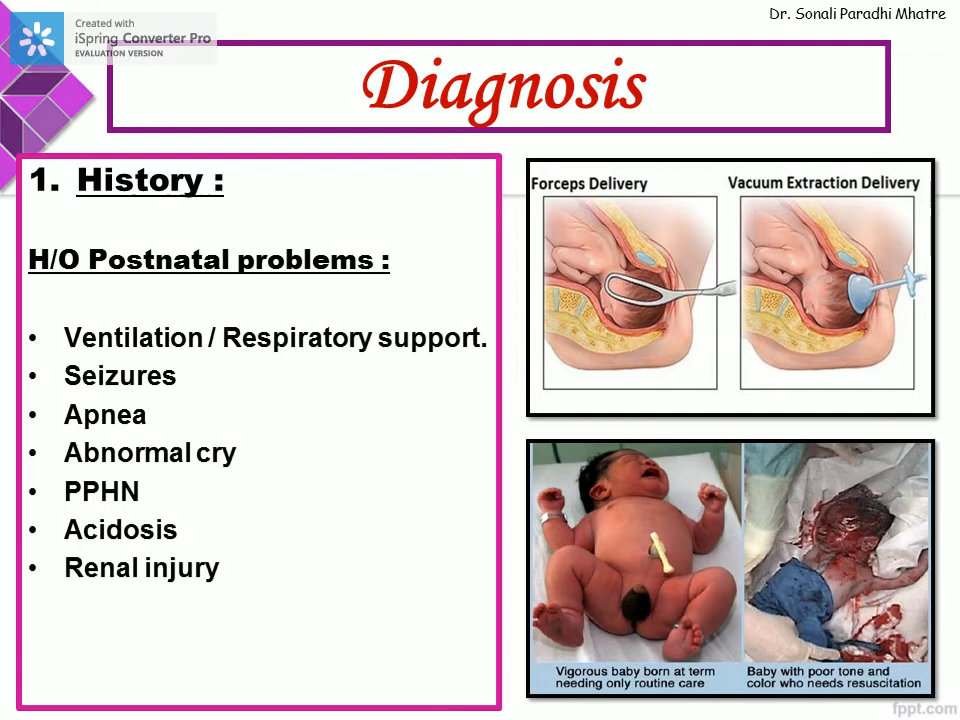 Dr. Sonali Paradhi Mhatre
Created with
iSpring Converter Pro
EVALUATION VERSION
Diagnosis
1. History :
H/O Postnatal problems :
• Ventilation / Respiratory support.
• Seizures
• Apnea
• Abnormal cry
• PPHN
• Acidosis
• Renal injury
Forceps Delivery
Vacuum Extraction Delivery
Vigorous baby born at term
needing only routine care
Baby with poor tone and
color who needs resuscitation
fppt.com